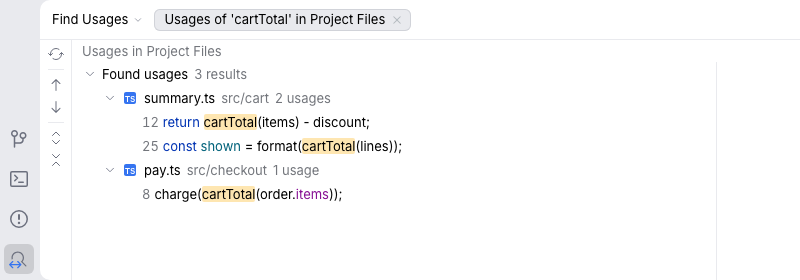 Find Usages Usages of 'cartTotal' in Project Files
Usages in Project Files
Found usages 3 results
TS summary.ts src/cart 2 usages
12 return cartTotal(items) - discount;
25 const shown = format(cartTotal(lines));
TS pay.ts src/checkout 1 usage
8 charge(cartTotal(order.items));